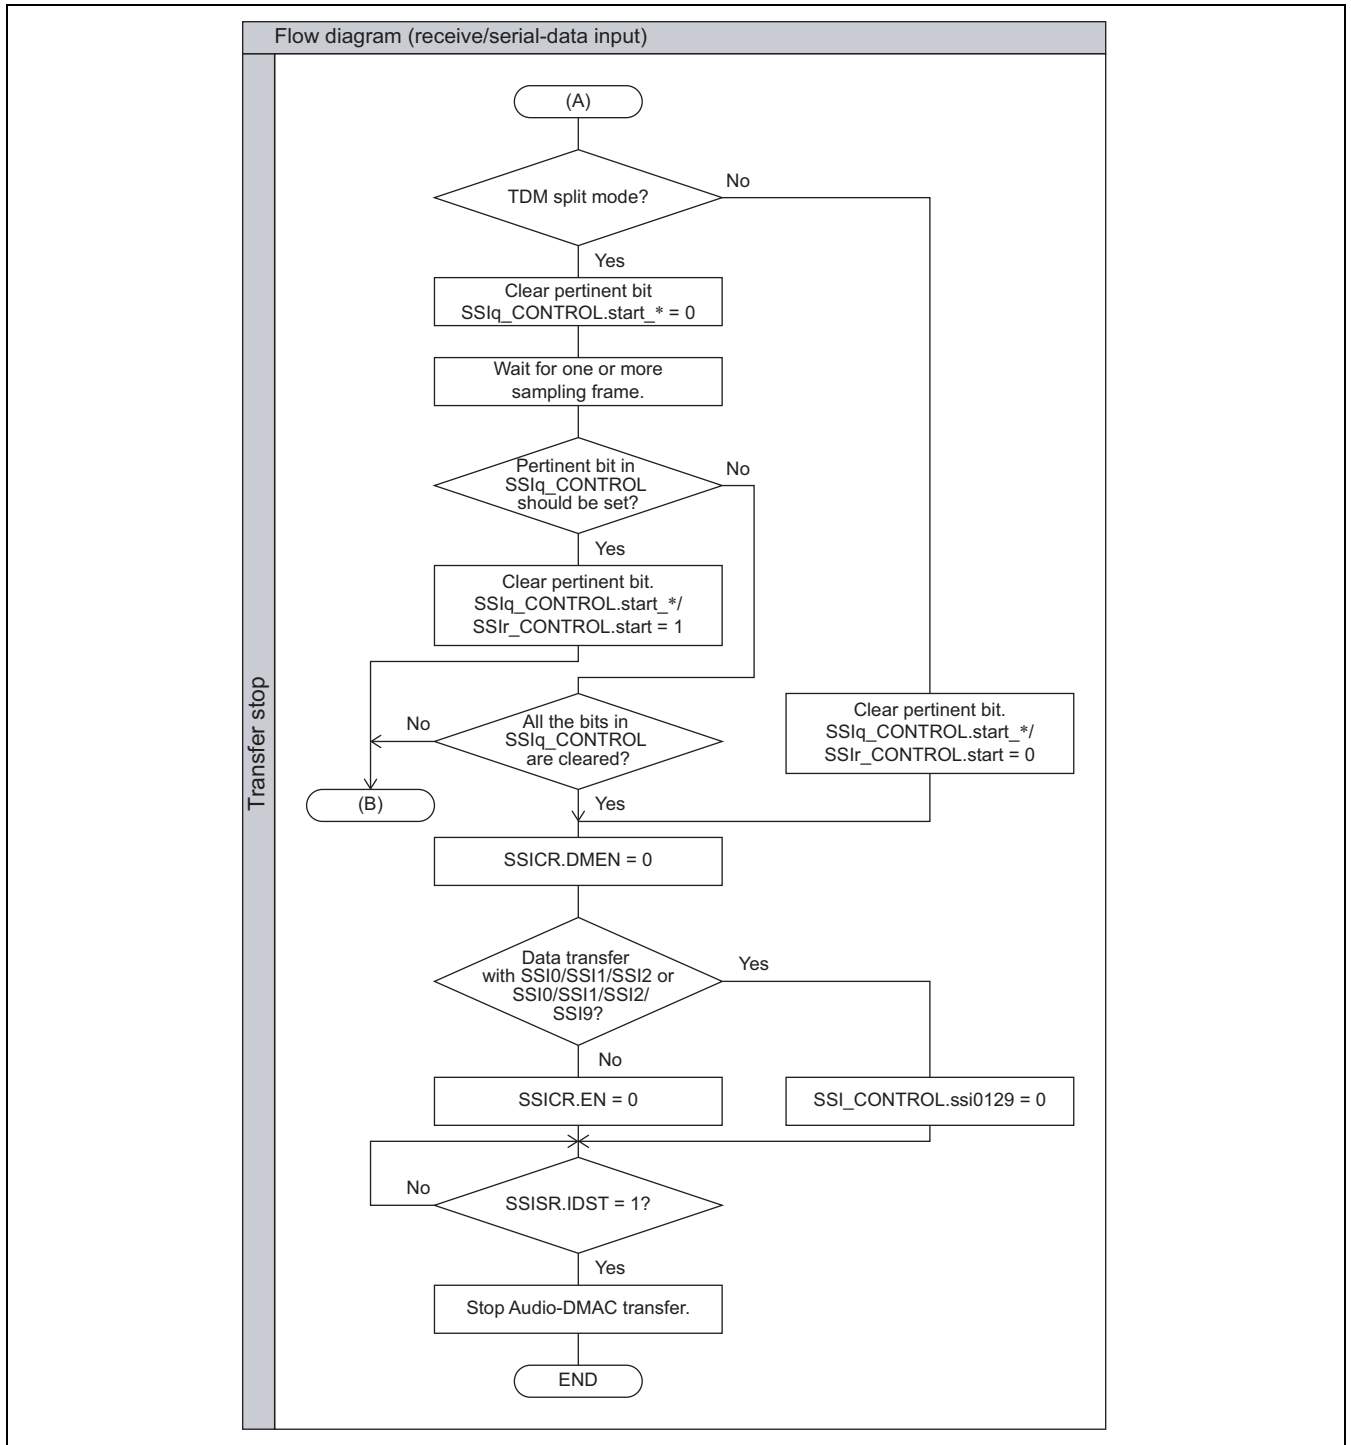 Flow diagram (receive/serial-data input)
Transfer stop
(A)
TDM split mode?
No
Yes
Clear pertinent bit
SSIq_CONTROL.start_* = 0
Wait for one or more
sampling frame.
Pertinent bit in
SSIq_CONTROL
should be set?
No
Yes
Clear pertinent bit.
SSIq_CONTROL.start_*/
SSIr_CONTROL.start = 1
No
All the bits in
SSIq_CONTROL
are cleared?
Clear pertinent bit.
SSIq_CONTROL.start_*/
SSIr_CONTROL.start = 0
(B)
Yes
SSICR.DMEN = 0
Data transfer
with SSI0/SSI1/SSI2 or
SSI0/SSI1/SSI2/
SSI9?
Yes
No
SSICR.EN = 0
SSI_CONTROL.ssi0129 = 0
No
SSISR.IDST = 1?
Yes
Stop Audio-DMAC transfer.
END